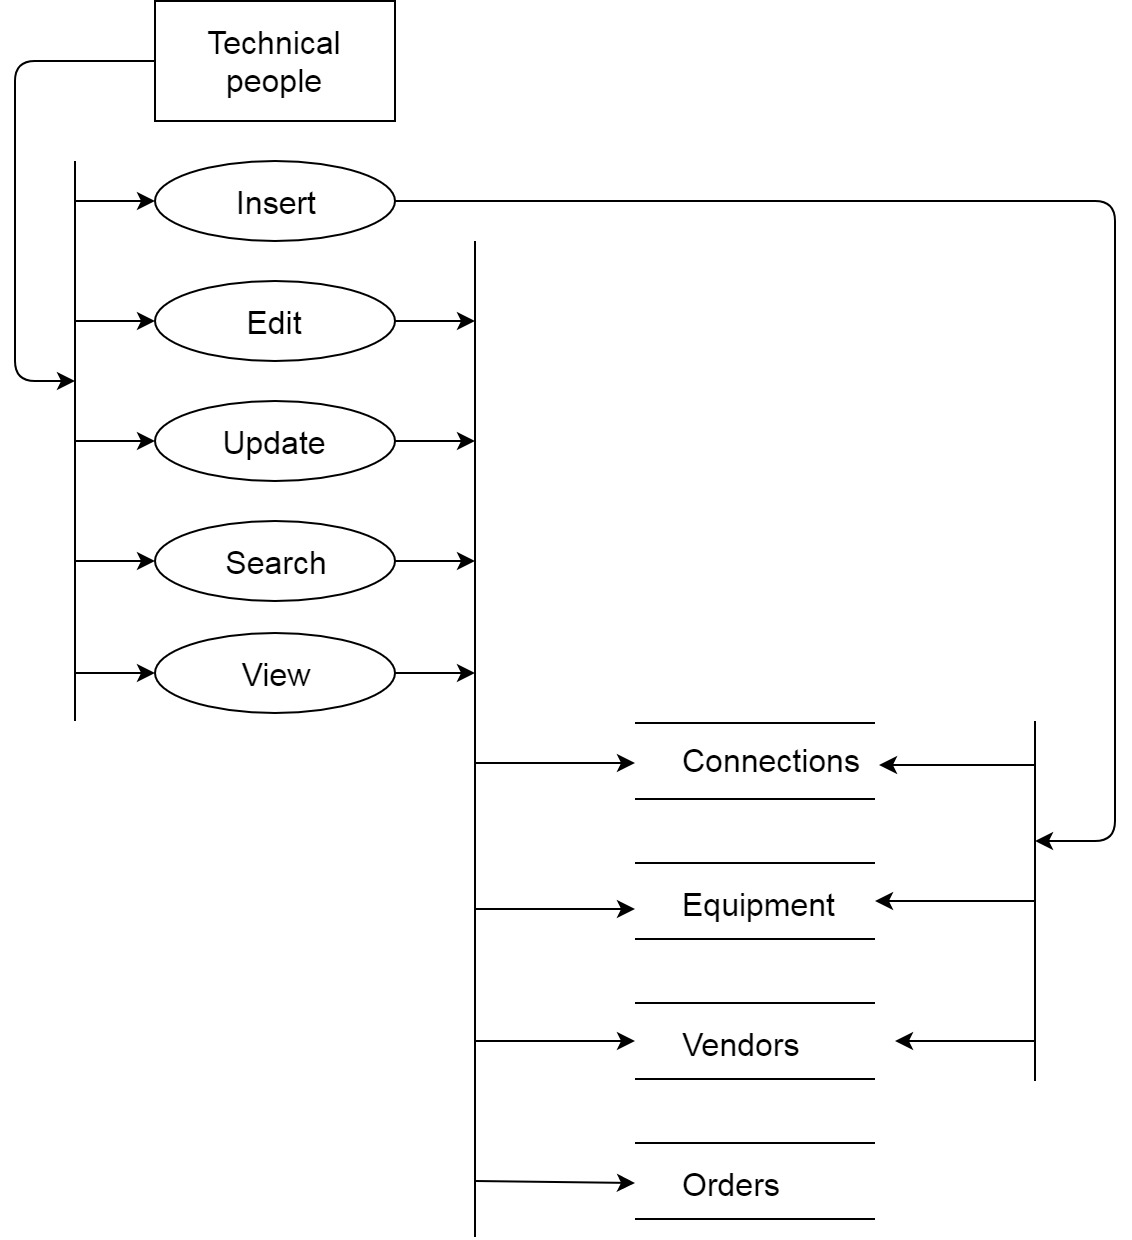 Technical
people
Insert
Edit
Update
Search
View
Connections
Equipment
Vendors
Orders